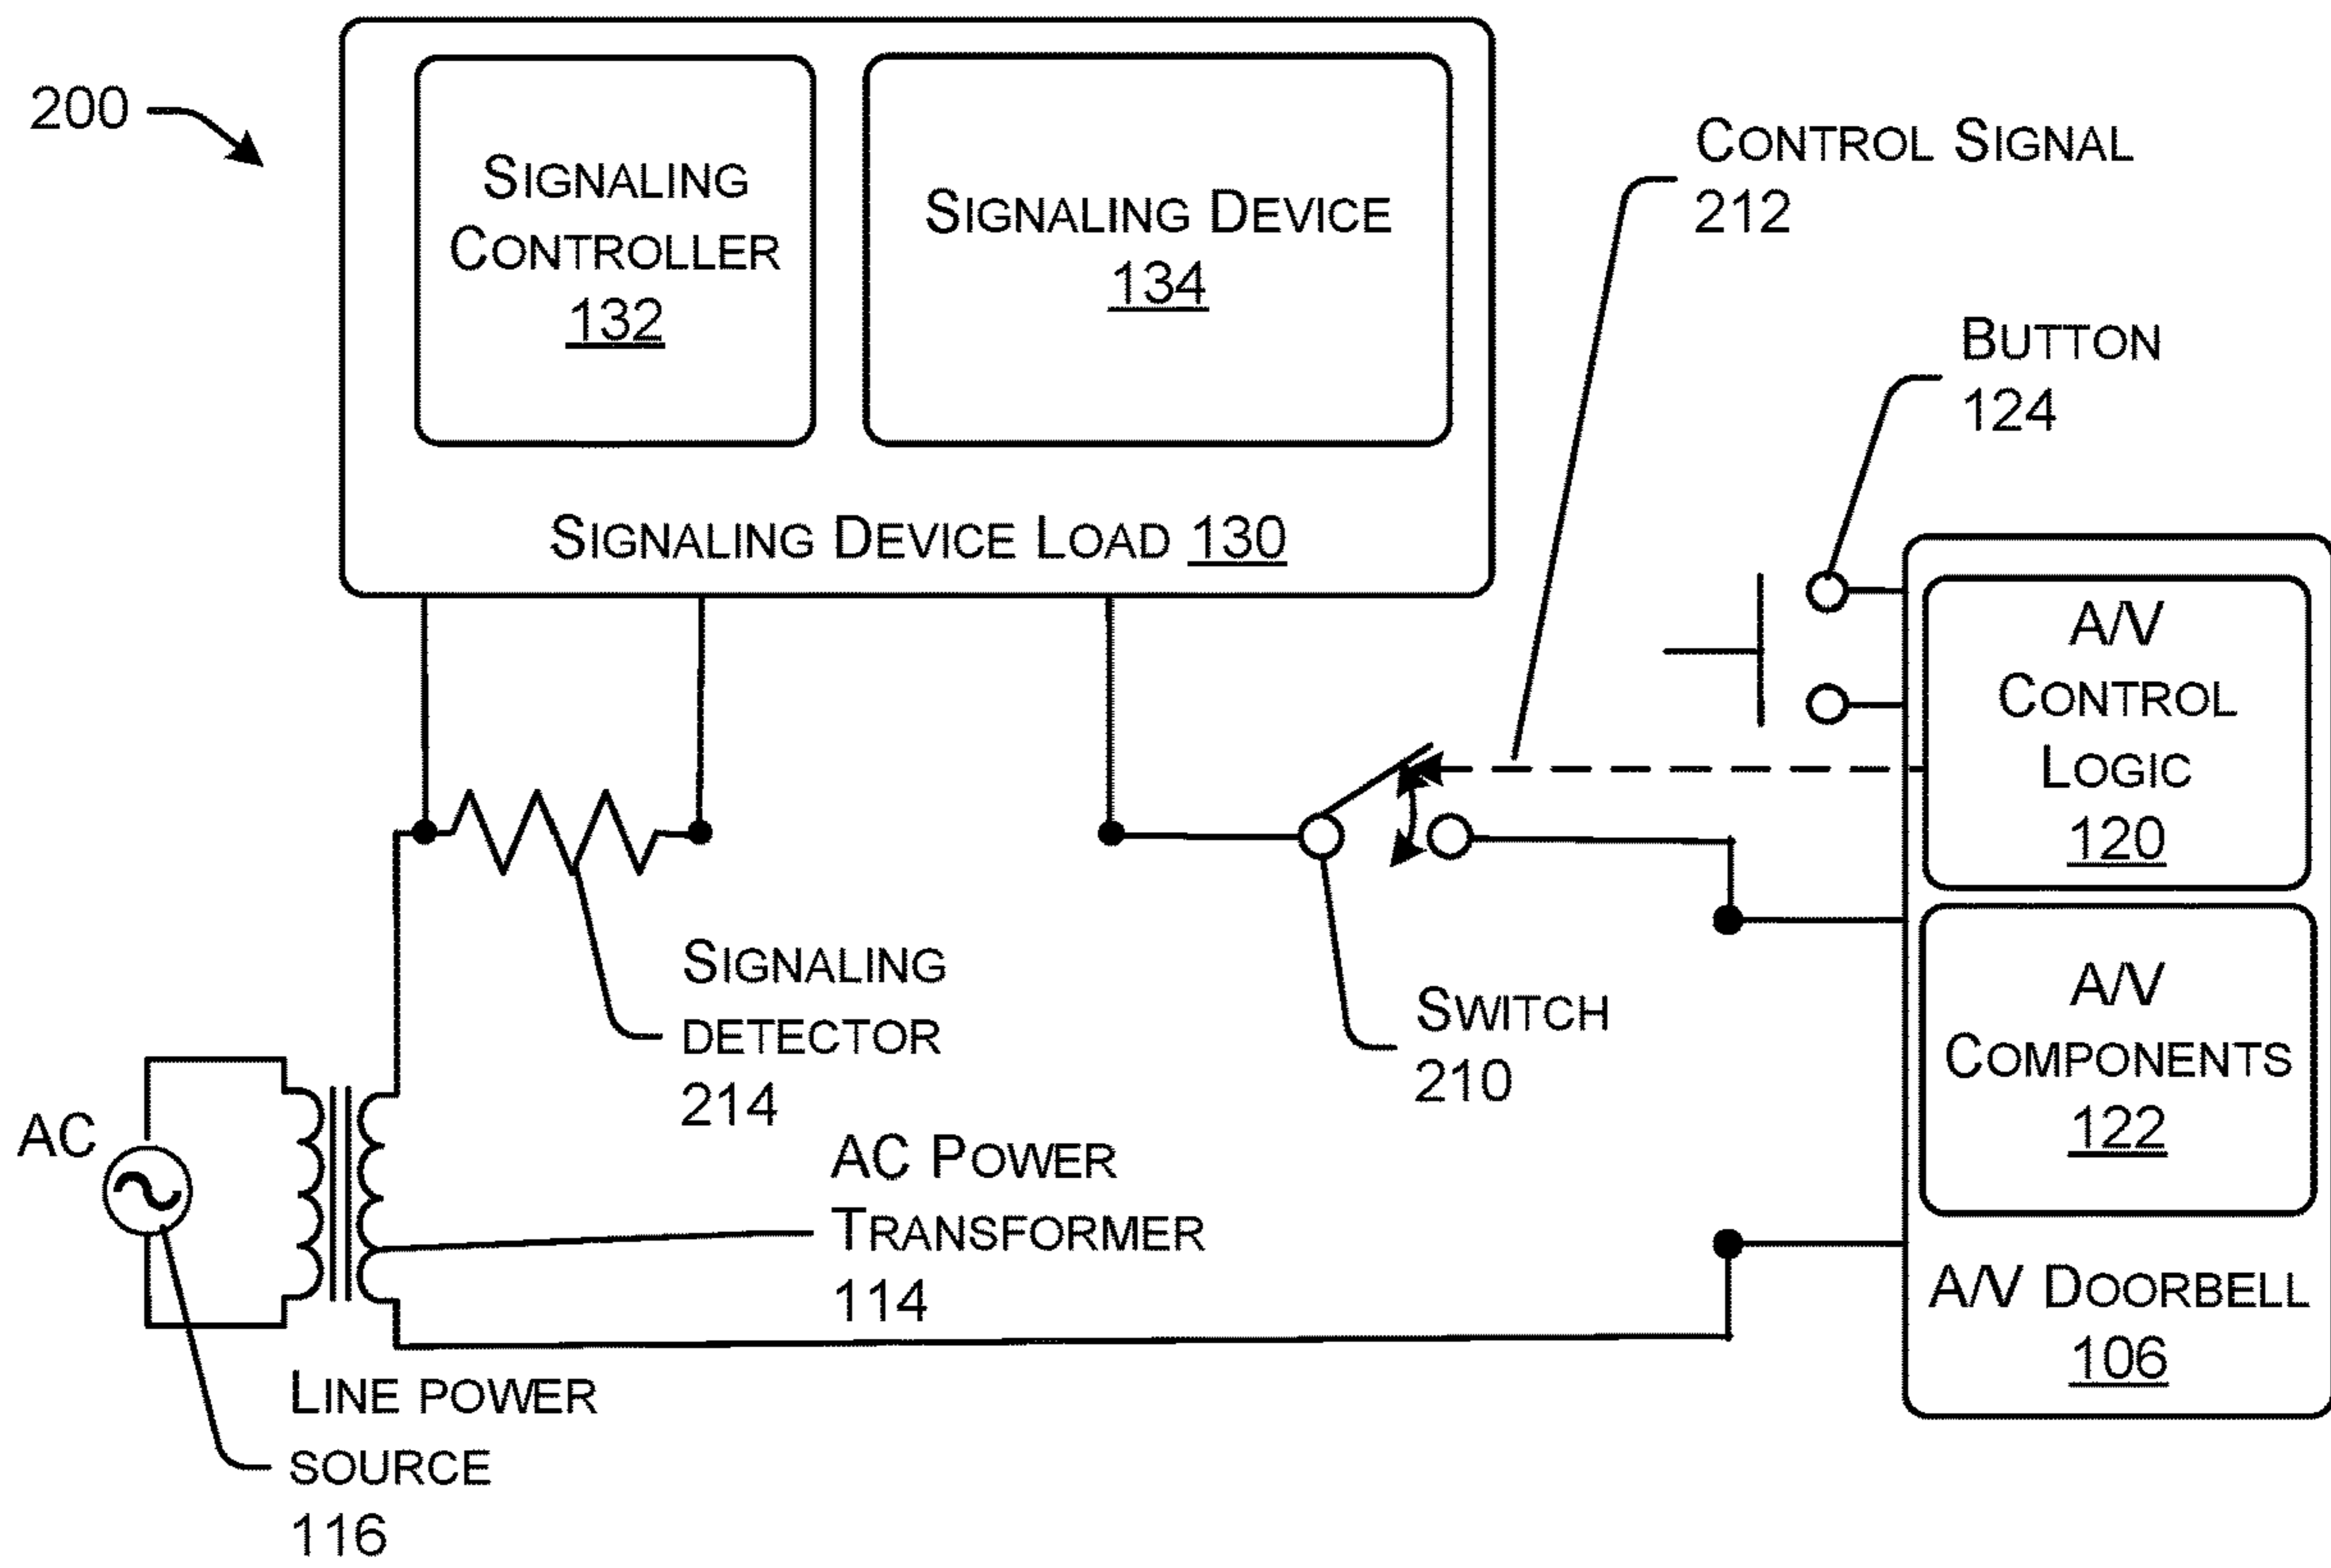 200
SIGNALING
CONTROLLER
132
SIGNALING DEVICE
134
SIGNALING DEVICE LOAD 130
CONTROL SIGNAL
212
BUTTON
124
A/V
CONTROL
LOGIC
120
A/V
COMPONENTS
122
A/V DOORBELL
106
SIGNALING
DETECTOR
214
SWITCH
210
AC
AC POWER
TRANSFORMER
114
LINE POWER
SOURCE
116